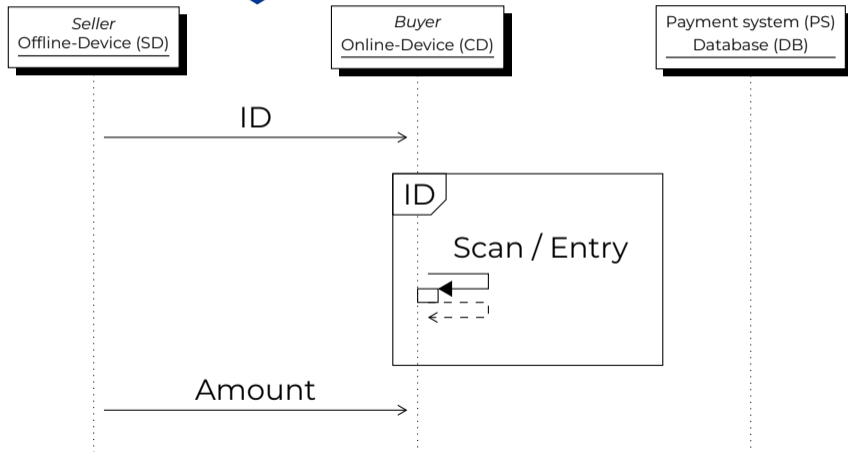 Seller
Offline-Device (SD)
Buyer
Online-Device (CD)
Payment system (PS)
Database (DB)
ID
ID
Scan / Entry
Amount